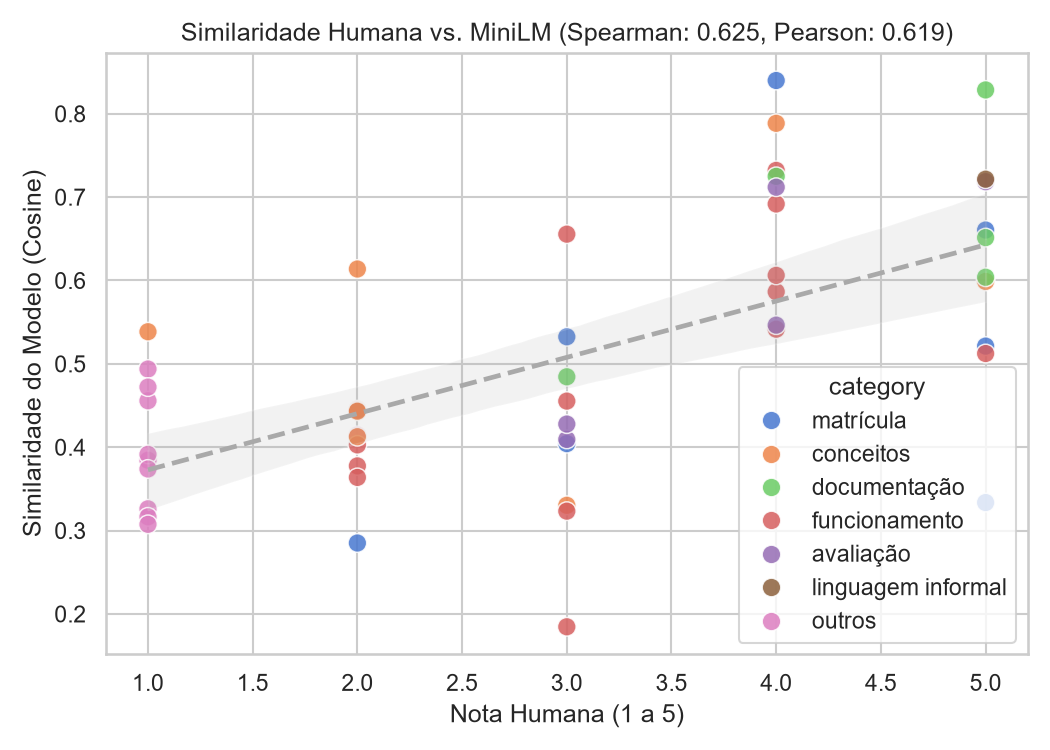 Similaridade Humana vs. MiniLM (Spearman: 0.625, Pearson: 0.619)
Similaridade do Modelo (Cosine)
0.8
0.7
0.6
0.5
0.4
0.3
0.2
category
matrícula
conceitos
documentação
funcionamento
avaliação
linguagem informal
outros
1.0 1.5 2.0 2.5 3.0 3.5 4.0 4.5 5.0
Nota Humana (1 a 5)